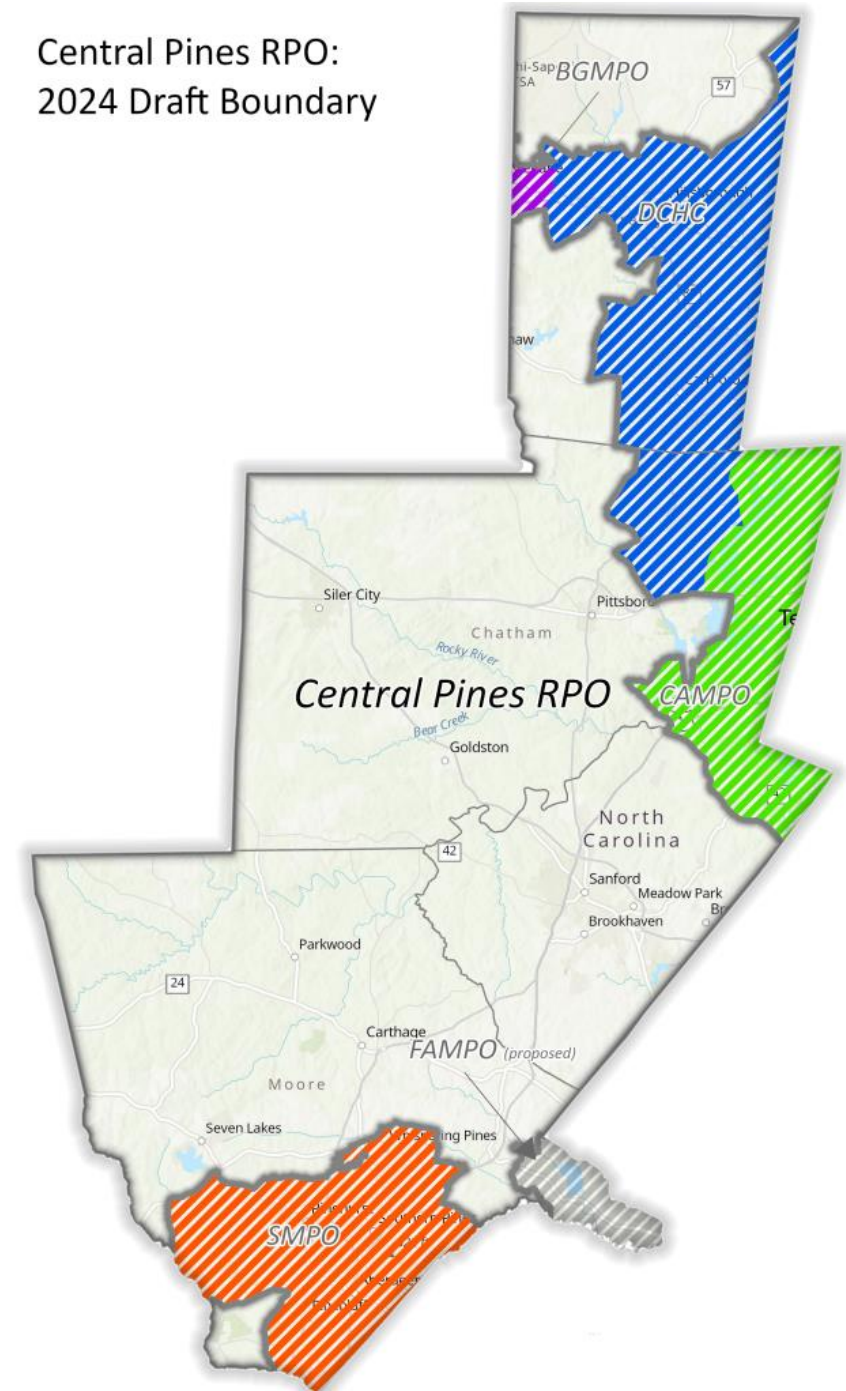 Central Pines RPO:
2024 Draft Boundary
BGMPO
57
DCHC
Siler City
Chatham
Rocky River
Central Pines RPO
CAMPO
Bear Creek
Goldston
North
Carolina
42
Sanford
Meadow Park
Brookhaven
Parkwood
24
Carthage
FAMPO (proposed)
Moore
Seven Lakes
SMPO